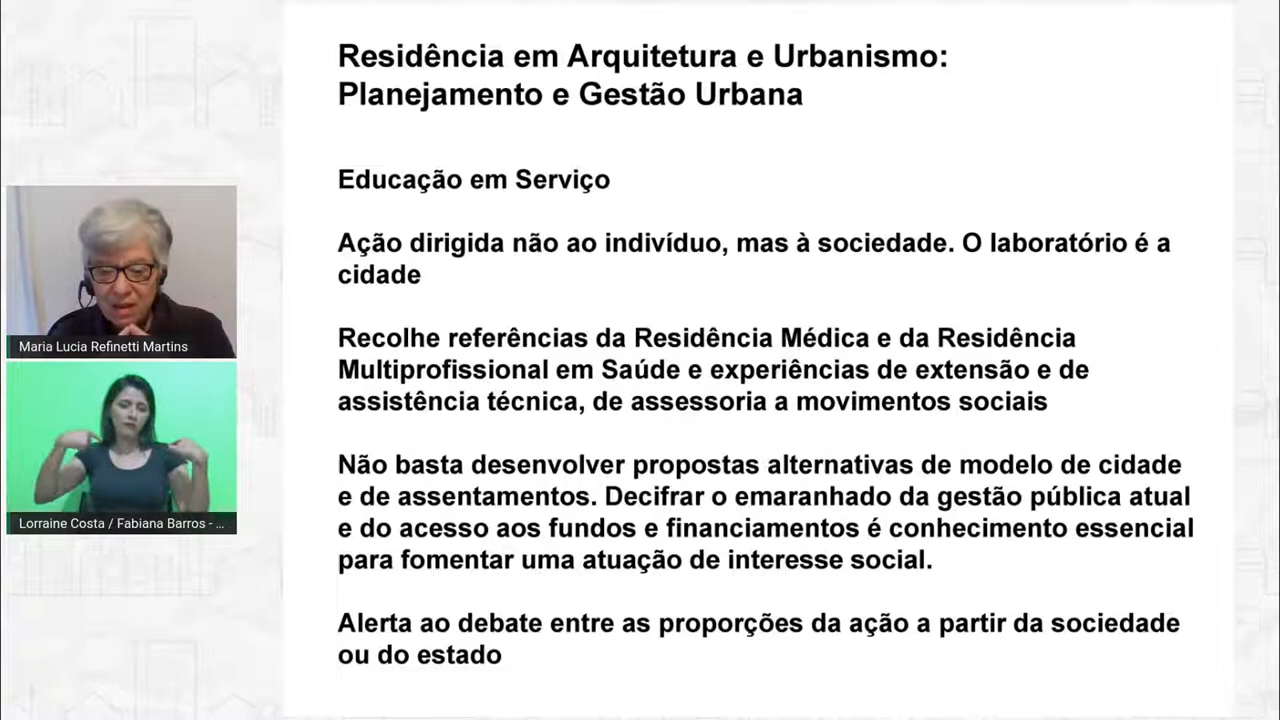 Residência em Arquitetura e Urbanismo:
Planejamento e Gestão Urbana
Educação em Serviço
Ação dirigida não ao indivíduo, mas à sociedade. O laboratório é a
cidade
Recolhe referências da Residência Médica e da Residência
Multiprofissional em Saúde e experiências de extensão e de
assistência técnica, de assessoria a movimentos sociais
Não basta desenvolver propostas alternativas de modelo de cidade
e de assentamentos. Decifrar o emaranhado da gestão pública atual
e do acesso aos fundos e financiamentos é conhecimento essencial
para fomentar uma atuação de interesse social.
Alerta ao debate entre as proporções da ação a partir da sociedade
ou do estado
Maria Lucia Refinetti Martins
Lorraine Costa / Fabiana Barros - ...